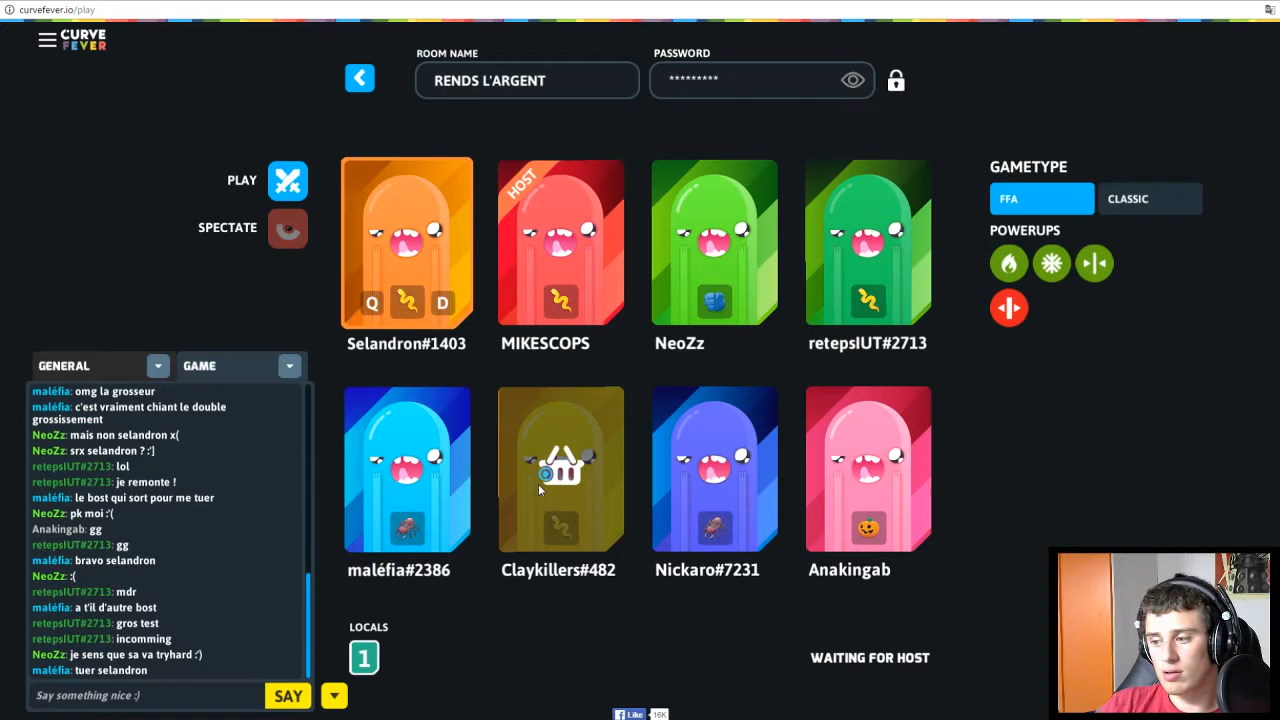 curvefever.io/play
CURVE
FEVER
ROOM NAME
PASSWORD
RENDS L'ARGENT
*********
PLAY
SPECTATE
HOST
Q
D
Selandron#1403
MIKESCOPS
NeoZz
retepsIUT#2713
GAMETYPE
FFA
CLASSIC
POWERUPS
GENERAL
GAME
maléfia: omg la grosseur
maléfia: c'est vraiment chiant le double
grossissement
NeoZz: mais non selandron x(
NeoZz: srx selandron ? :']
retepsIUT#2713: lol
retepsIUT#2713: je remonte !
maléfia: le bost qui sort pour me tuer
NeoZz: pk moi :'(
Anakingab: gg
retepsIUT#2713: gg
maléfia: bravo selandron
NeoZz: :(
retepsIUT#2713: mdr
maléfia: a t'il d'autre bost
retepsIUT#2713: gros test
retepsIUT#2713: incomming
NeoZz: je sens que sa va tryhard :')
maléfia: tuer selandron
Say something nice :)
SAY
maléfia#2386
Claykillers#482
Nickaro#7231
Anakingab
LOCALS
1
WAITING FOR HOST
Like
16K